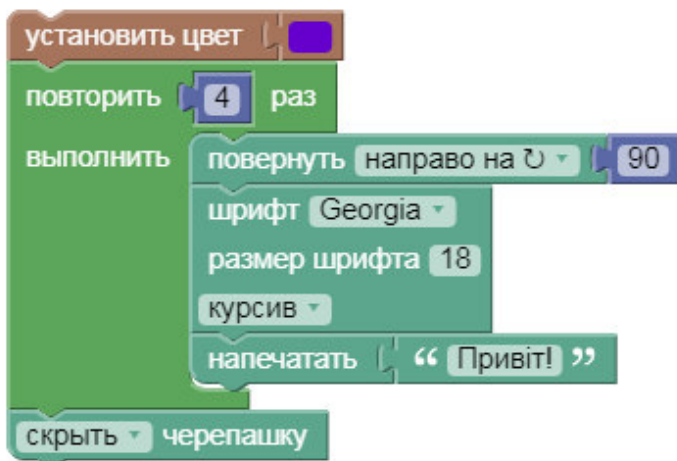 установить цвет
повторить 4 раз
выполнить повернуть направо на ↻ 90
шрифт Georgia
размер шрифта 18
курсив
напечатать “ Привіт! ”
скрыть черепашку